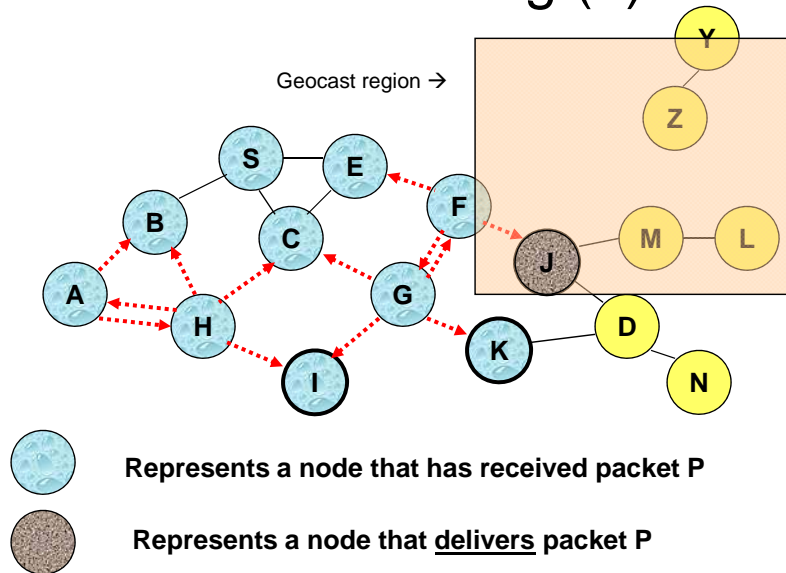 Y
Geocast region →
Z
S
E
F
B
C
M
L
J
A
G
H
D
K
I
N
Represents a node that has received packet P
Represents a node that delivers packet P